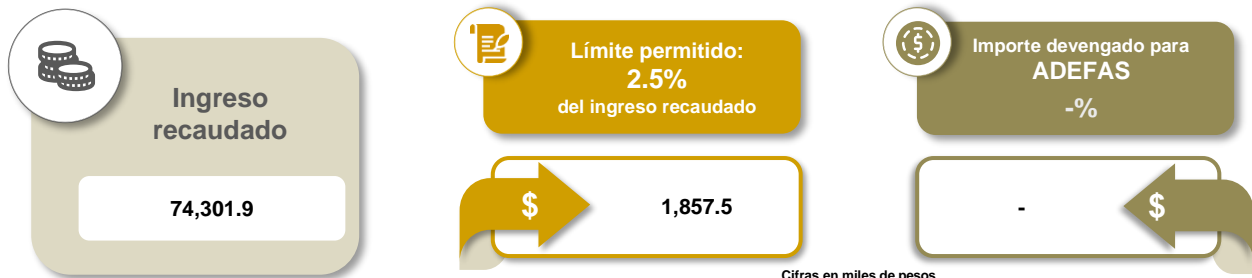 Ingreso
recaudado
74,301.9
Límite permitido:
2.5%
del ingreso recaudado
$
1,857.5
Importe devengado para
ADEFAS
-%
-
$
Cifras en miles de pesos